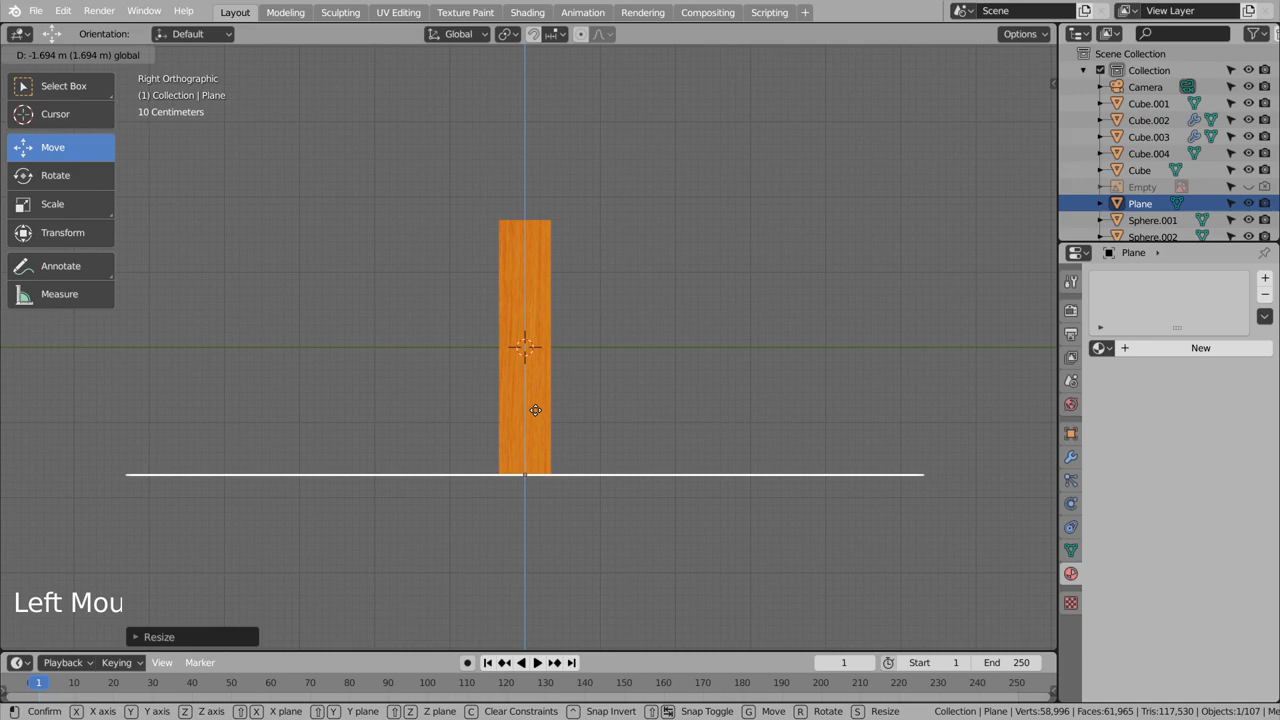 File Edit Render Window Help Layout Modeling Sculpting UV Editing Texture Paint Shading Animation Rendering Compositing Scripting + Scene View Layer
Orientation: Default Global Options
D: -1.694 m (1.694 m) global
Scene Collection
Collection
Camera
Cube.001
Cube.002
Cube.003
Cube.004
Cube
Empty
Plane
Sphere.001
Sphere.002
Select Box
Cursor
Move
Rotate
Scale
Transform
Annotate
Measure
Right Orthographic
(1) Collection | Plane
10 Centimeters
Plane
New
Left Mou
Resize
Playback Keying View Marker 1 Start 1 End 250
1 10 20 30 40 50 60 70 80 90 100 110 120 130 140 150 160 170 180 190 200 210 220 230 240 250
Confirm X X axis Y Y axis Z Z axis X X plane Y Y plane Z Z plane C Clear Constraints Snap Invert Snap Toggle G Move R Rotate S Resize Collection | Plane | Verts:58,996 | Faces:61,965 | Tris:117,530 | Objects:1/107 | Mem